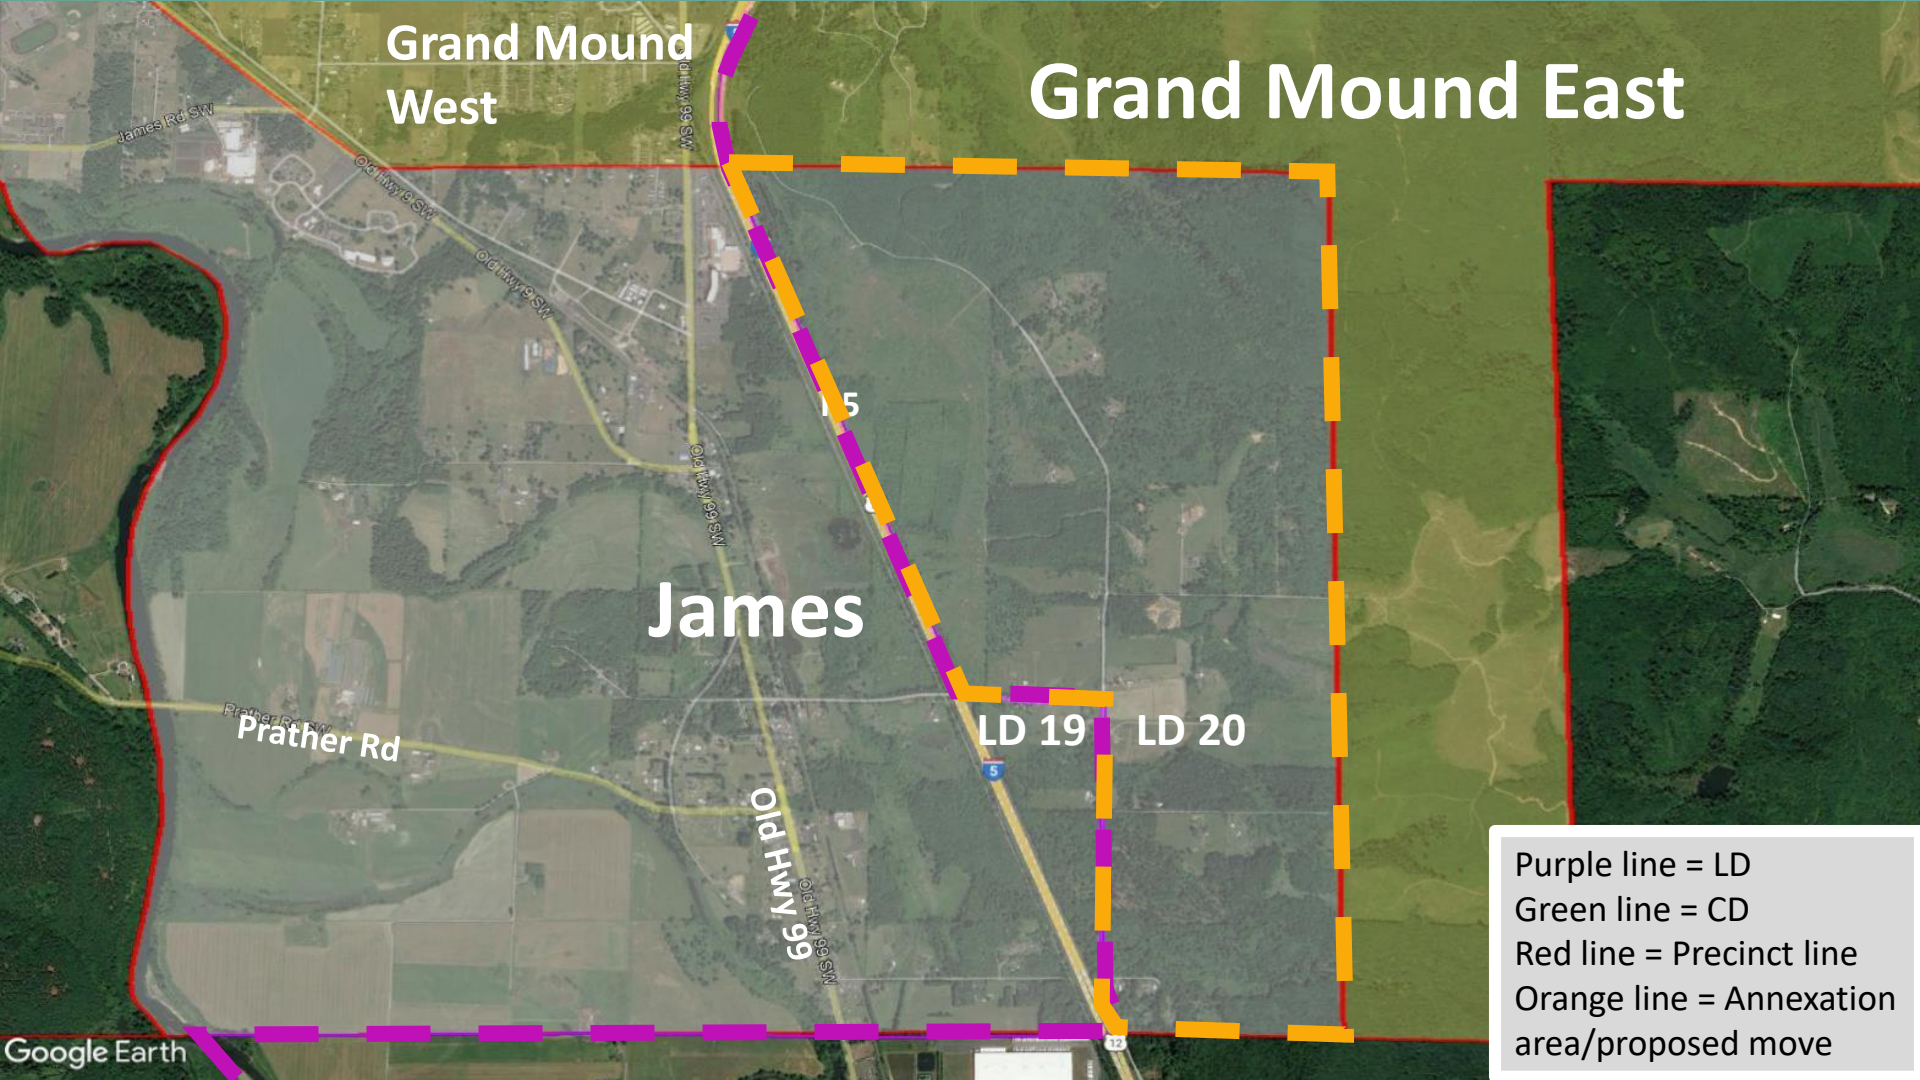 Grand Mound
West
Grand Mound East
James Rd SW
Old Hwy 99 SW
Old Hwy 9 SW
Old Hwy 9 SW
5
Old Hwy 99 SW
James
LD 19
LD 20
Prather Rd SW
Prather Rd
5
Old Hwy 99
Old Hwy 99 SW
12
Google Earth
Purple line = LD
Green line = CD
Red line = Precinct line
Orange line = Annexation
area/proposed move